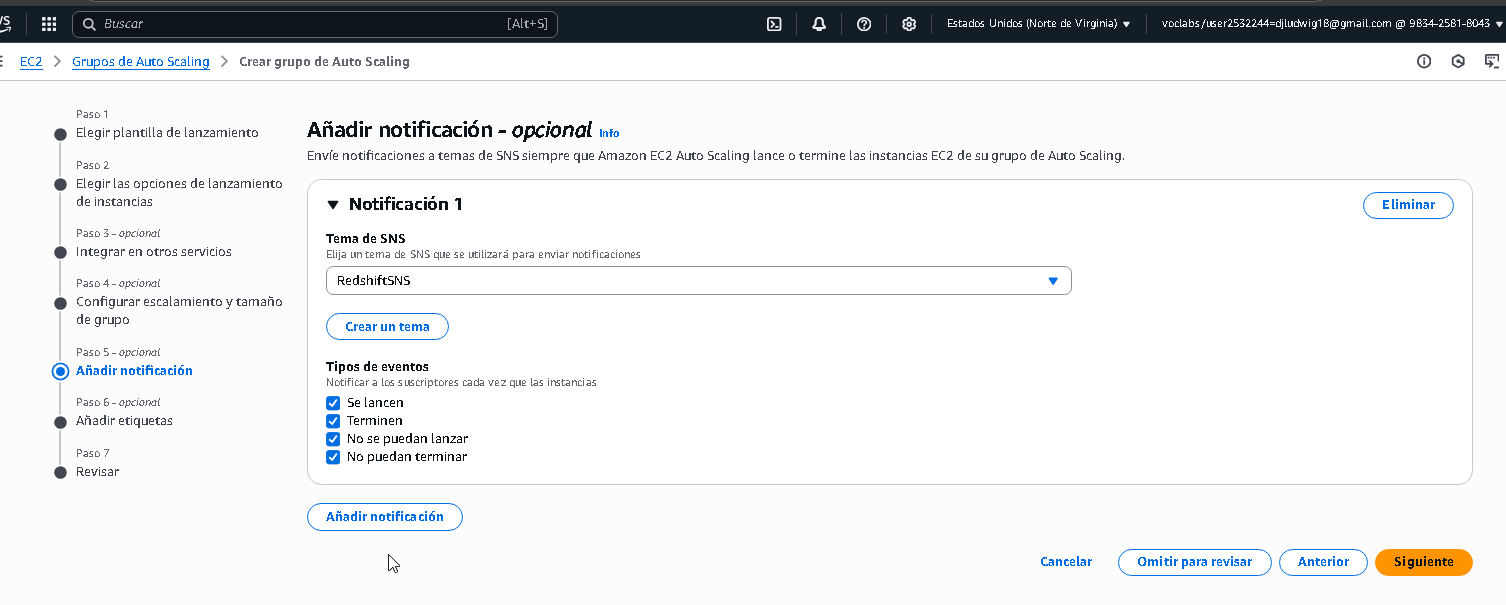 Buscar
[Alt+S]
Estados Unidos (Norte de Virginia)
voclabs/user2532244=djludwig18@gmail.com @ 9834-2581-8043
EC2
Grupos de Auto Scaling
Crear grupo de Auto Scaling
Paso 1
Elegir plantilla de lanzamiento
Paso 2
Elegir las opciones de lanzamiento
de instancias
Paso 3 - opcional
Integrar en otros servicios
Paso 4 - opcional
Configurar escalamiento y tamaño
de grupo
Paso 5 - opcional
Añadir notificación
Paso 6 - opcional
Añadir etiquetas
Paso 7
Revisar
Añadir notificación - opcional Info
Envíe notificaciones a temas de SNS siempre que Amazon EC2 Auto Scaling lance o termine las instancias EC2 de su grupo de Auto Scaling.
Notificación 1
Eliminar
Tema de SNS
Elija un tema de SNS que se utilizará para enviar notificaciones
RedshiftSNS
Crear un tema
Tipos de eventos
Notificar a los suscriptores cada vez que las instancias
Se lancen
Terminen
No se puedan lanzar
No puedan terminar
Añadir notificación
Cancelar
Omitir para revisar
Anterior
Siguiente